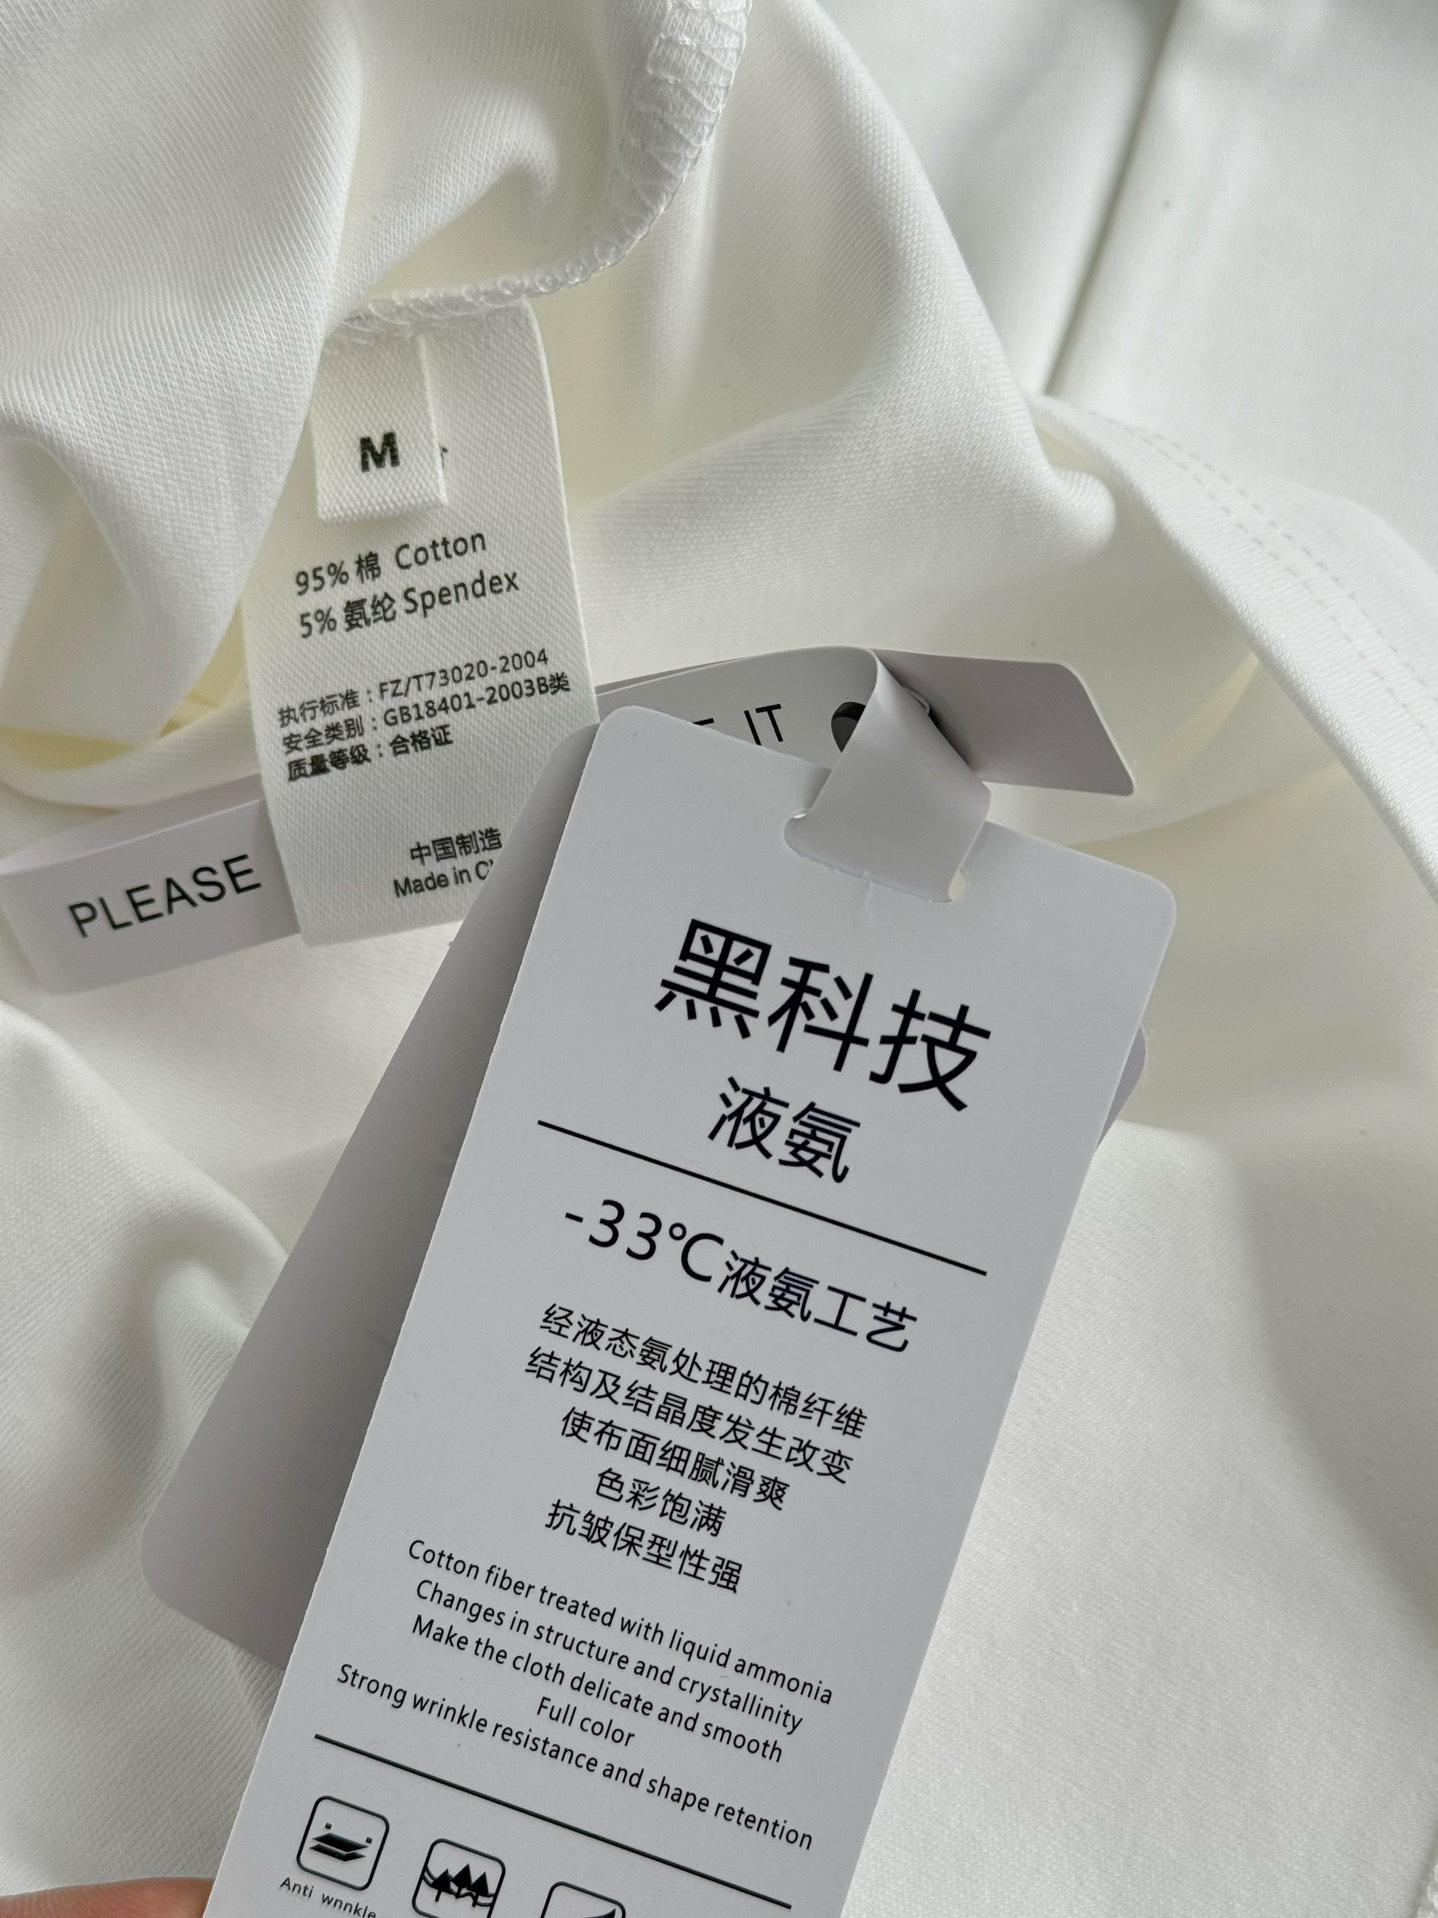 M
95% 棉 Cotton
5% 氨纶 Spendex
执行标准：FZ/T73020-2004
安全类别：GB18401-2003B类
质量等级：合格证
中国制造
Made in
PLEASE
IT
黑科技
液氨
-33℃液氨工艺
经液态氨处理的棉纤维
结构及结晶度发生改变
使布面细腻滑爽
色彩饱满
抗皱保型性强
Cotton fiber treated with liquid ammonia
Changes in structure and crystallinity
Make the cloth delicate and smooth
Full color
Strong wrinkle resistance and shape retention
Anti wnnkle